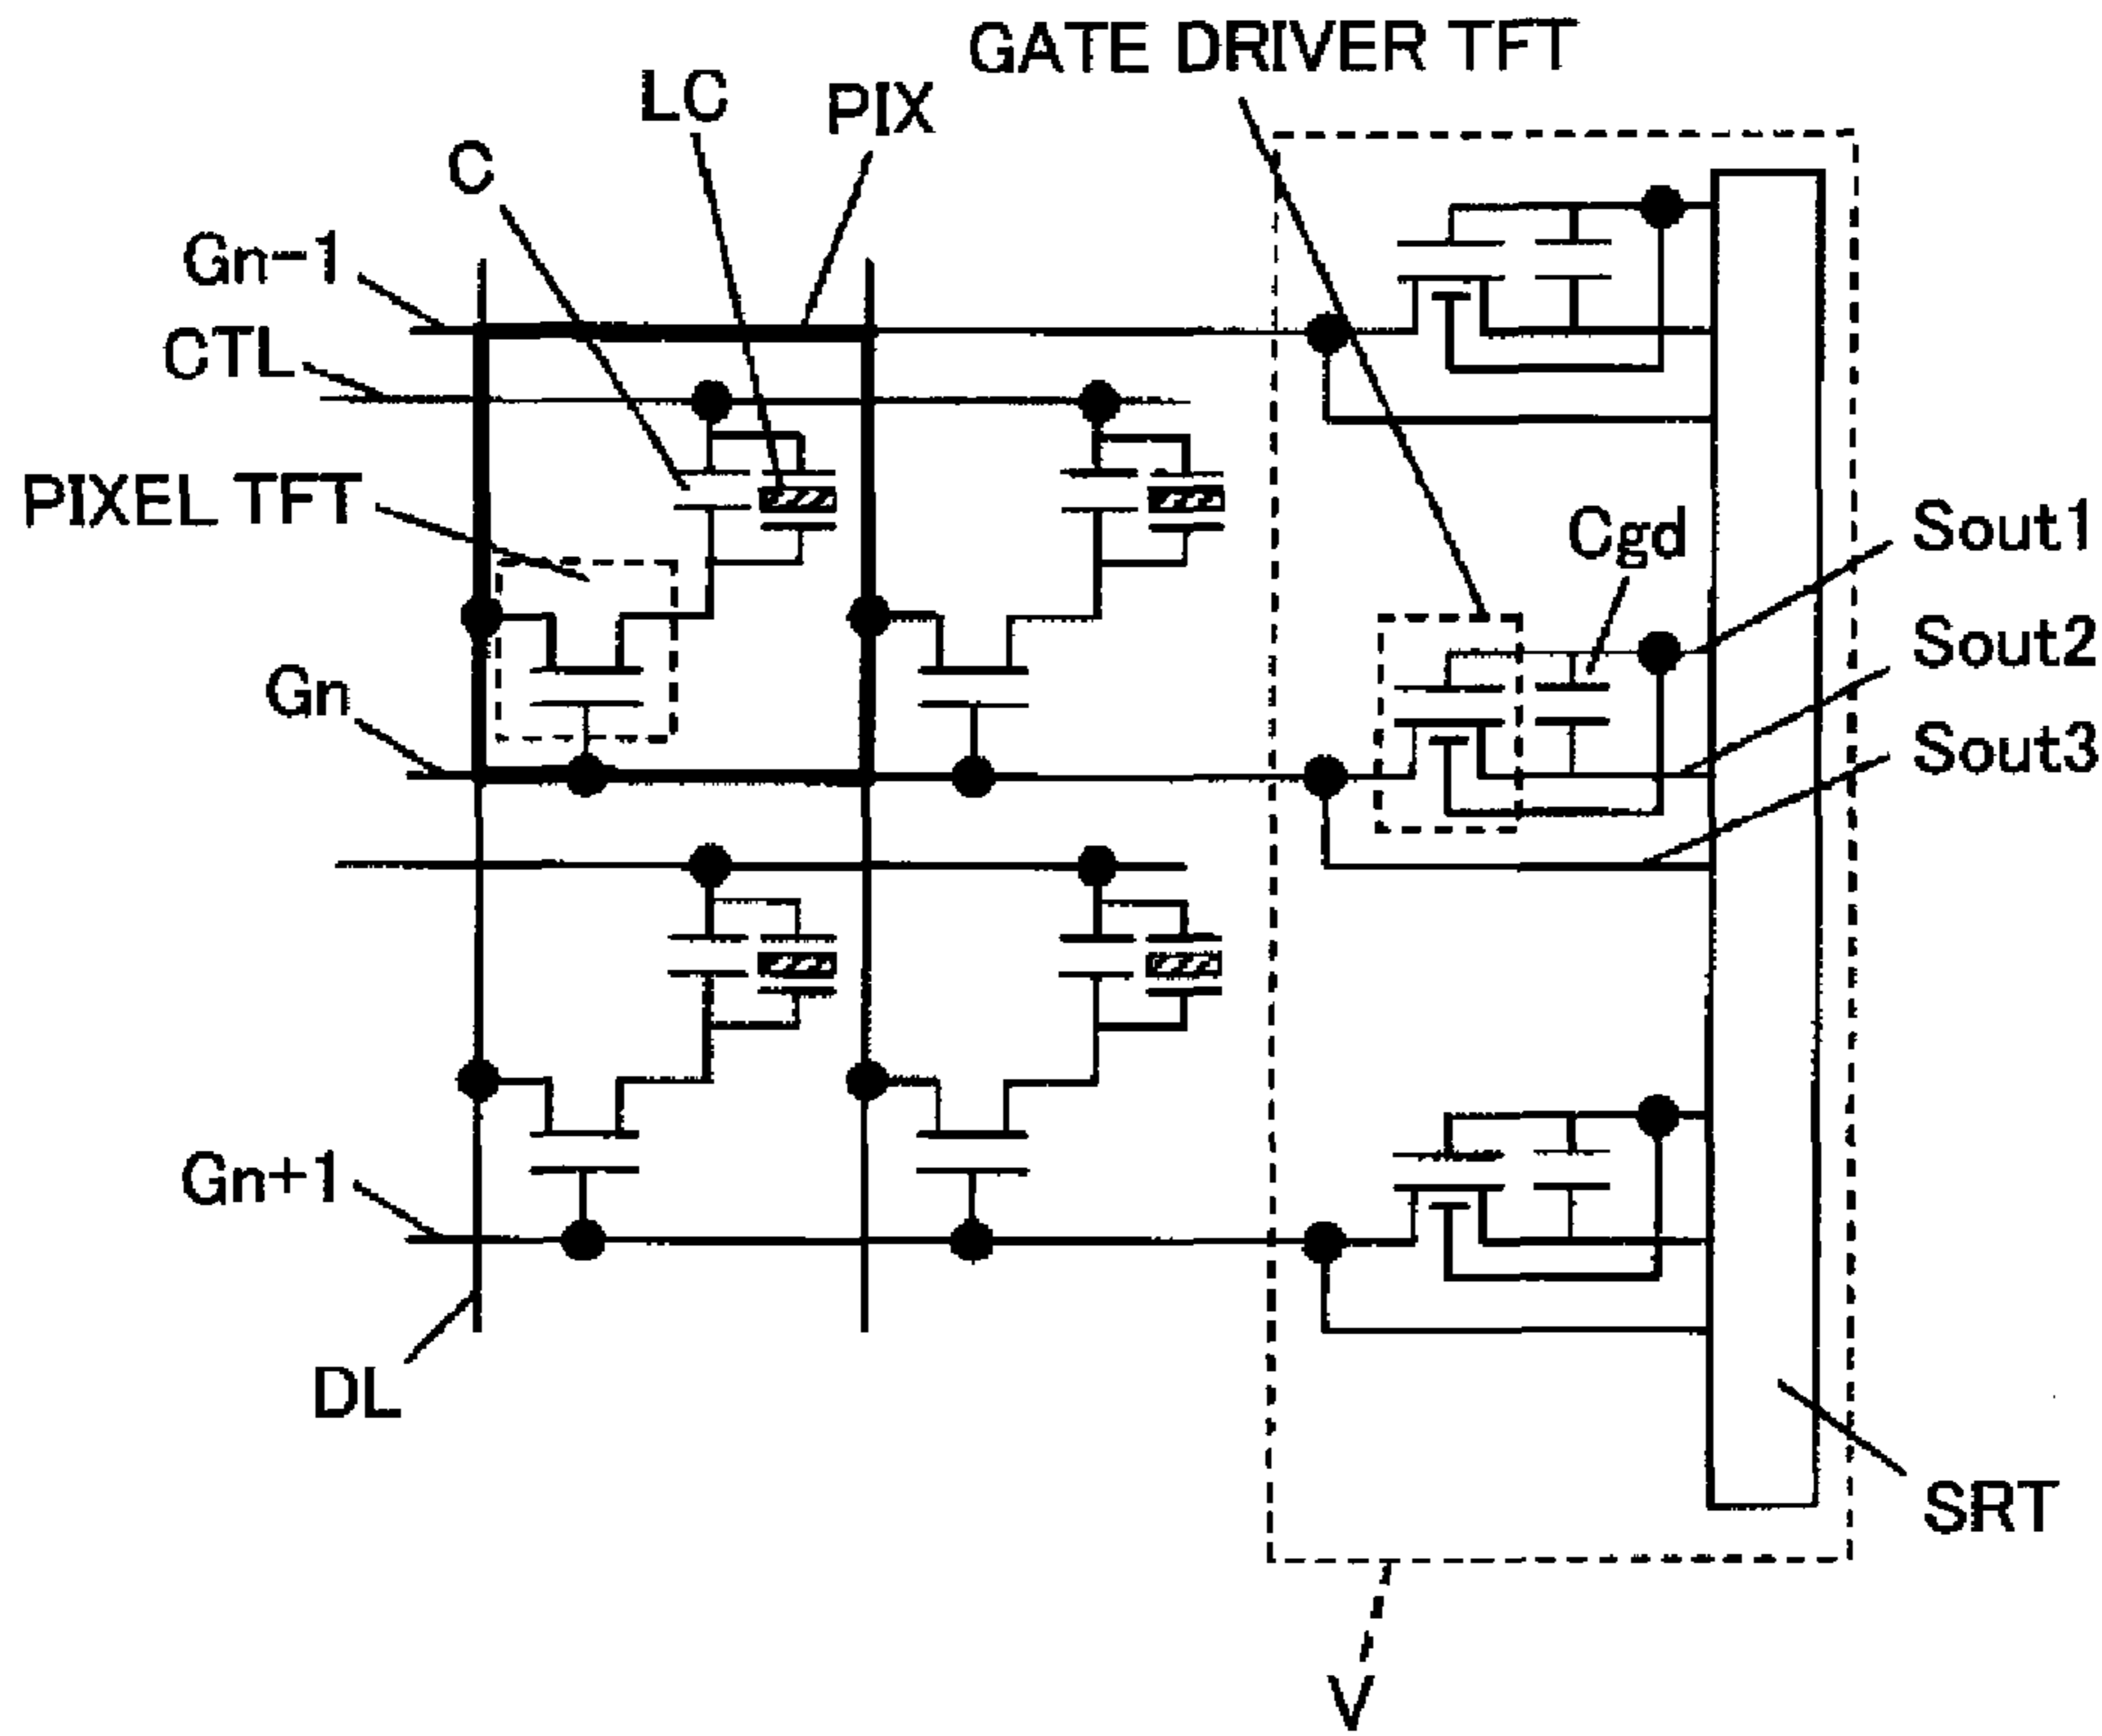 GATE DRIVER TFT
LC
PIX
C
Gn-1
CTL
PIXEL TFT
Cgd
Sout1
Sout2
Gn
Sout3
Gn+1
DL
SRT
V